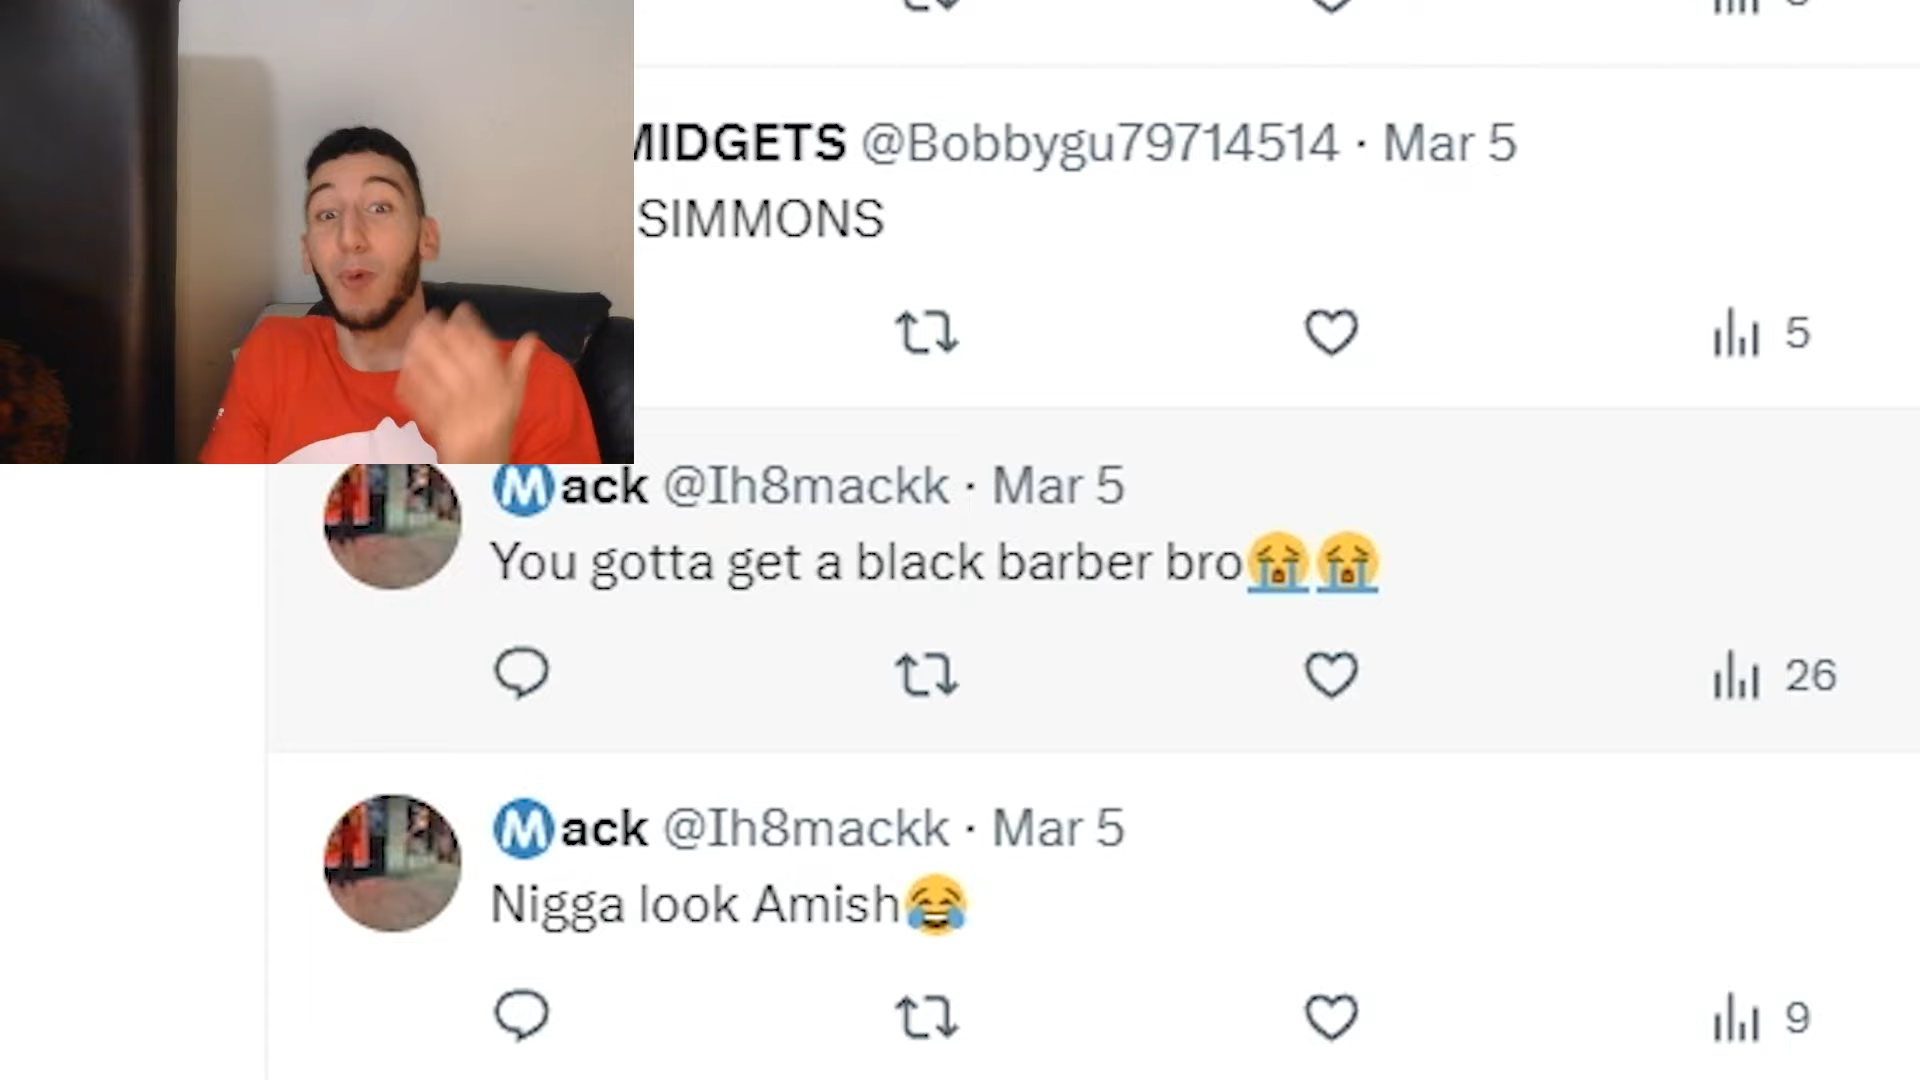 MIDGETS @Bobbygu79714514 · Mar 5
SIMMONS
5
Mack @Ih8mackk · Mar 5
You gotta get a black barber bro😭😭
26
Mack @Ih8mackk · Mar 5
Nigga look Amish😂
9